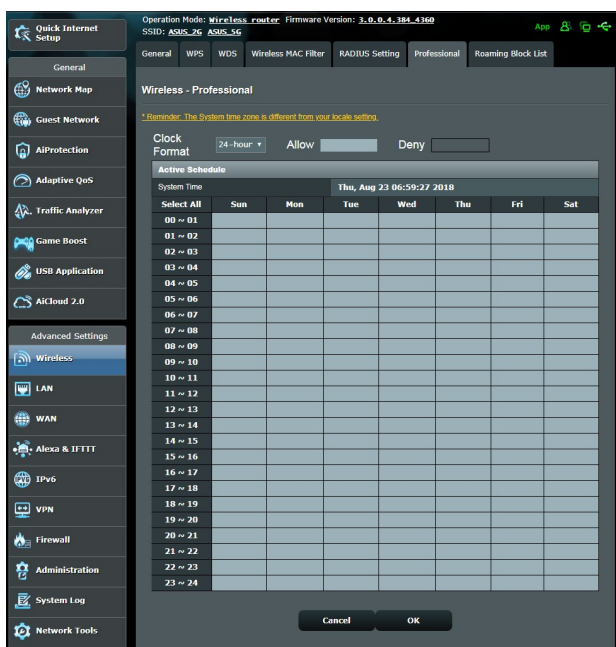 Quick Internet
Setup
General
Network Map
Guest Network
AiProtection
Adaptive QoS
Traffic Analyzer
Game Boost
USB Application
AiCloud 2.0
Advanced Settings
Wireless
LAN
WAN
Alexa & IFTTT
IPv6
VPN
Firewall
Administration
System Log
Network Tools
Operation Mode: Wireless router Firmware Version: 3.0.0.4.384_4360
SSID: ASUS_2G ASUS_5G
App
General WPS WDS Wireless MAC Filter RADIUS Setting Professional Roaming Block List
Wireless - Professional
* Reminder: The System time zone is different from your locale setting.
Clock
Format
24-hour
Allow
Deny
Active Schedule
System Time Thu, Aug 23 06:59:27 2018
Select All Sun Mon Tue Wed Thu Fri Sat
00 ~ 01
01 ~ 02
02 ~ 03
03 ~ 04
04 ~ 05
05 ~ 06
06 ~ 07
07 ~ 08
08 ~ 09
09 ~ 10
10 ~ 11
11 ~ 12
12 ~ 13
13 ~ 14
14 ~ 15
15 ~ 16
16 ~ 17
17 ~ 18
18 ~ 19
19 ~ 20
20 ~ 21
21 ~ 22
22 ~ 23
23 ~ 24
Cancel OK